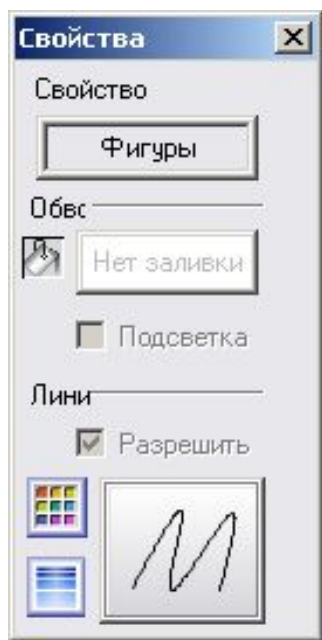 Свойства
Свойство
Фигуры
Обвс
Нет заливки
Подсветка
Лини
Разрешить